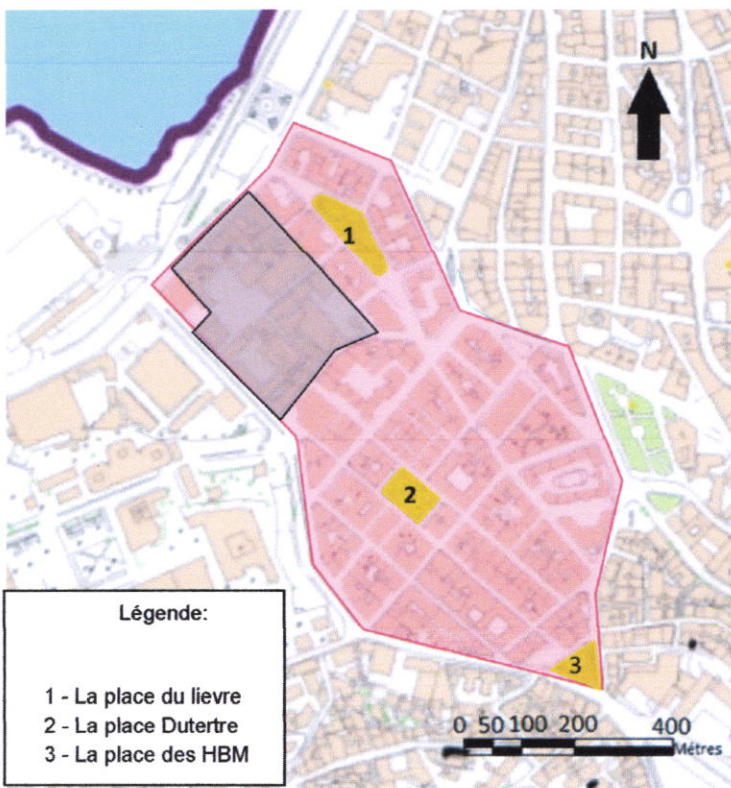 N
1
2
3
Légende:
1 - La place du lievre
2 - La place Dutertre
3 - La place des HBM
0 50 100 200 400
Métres